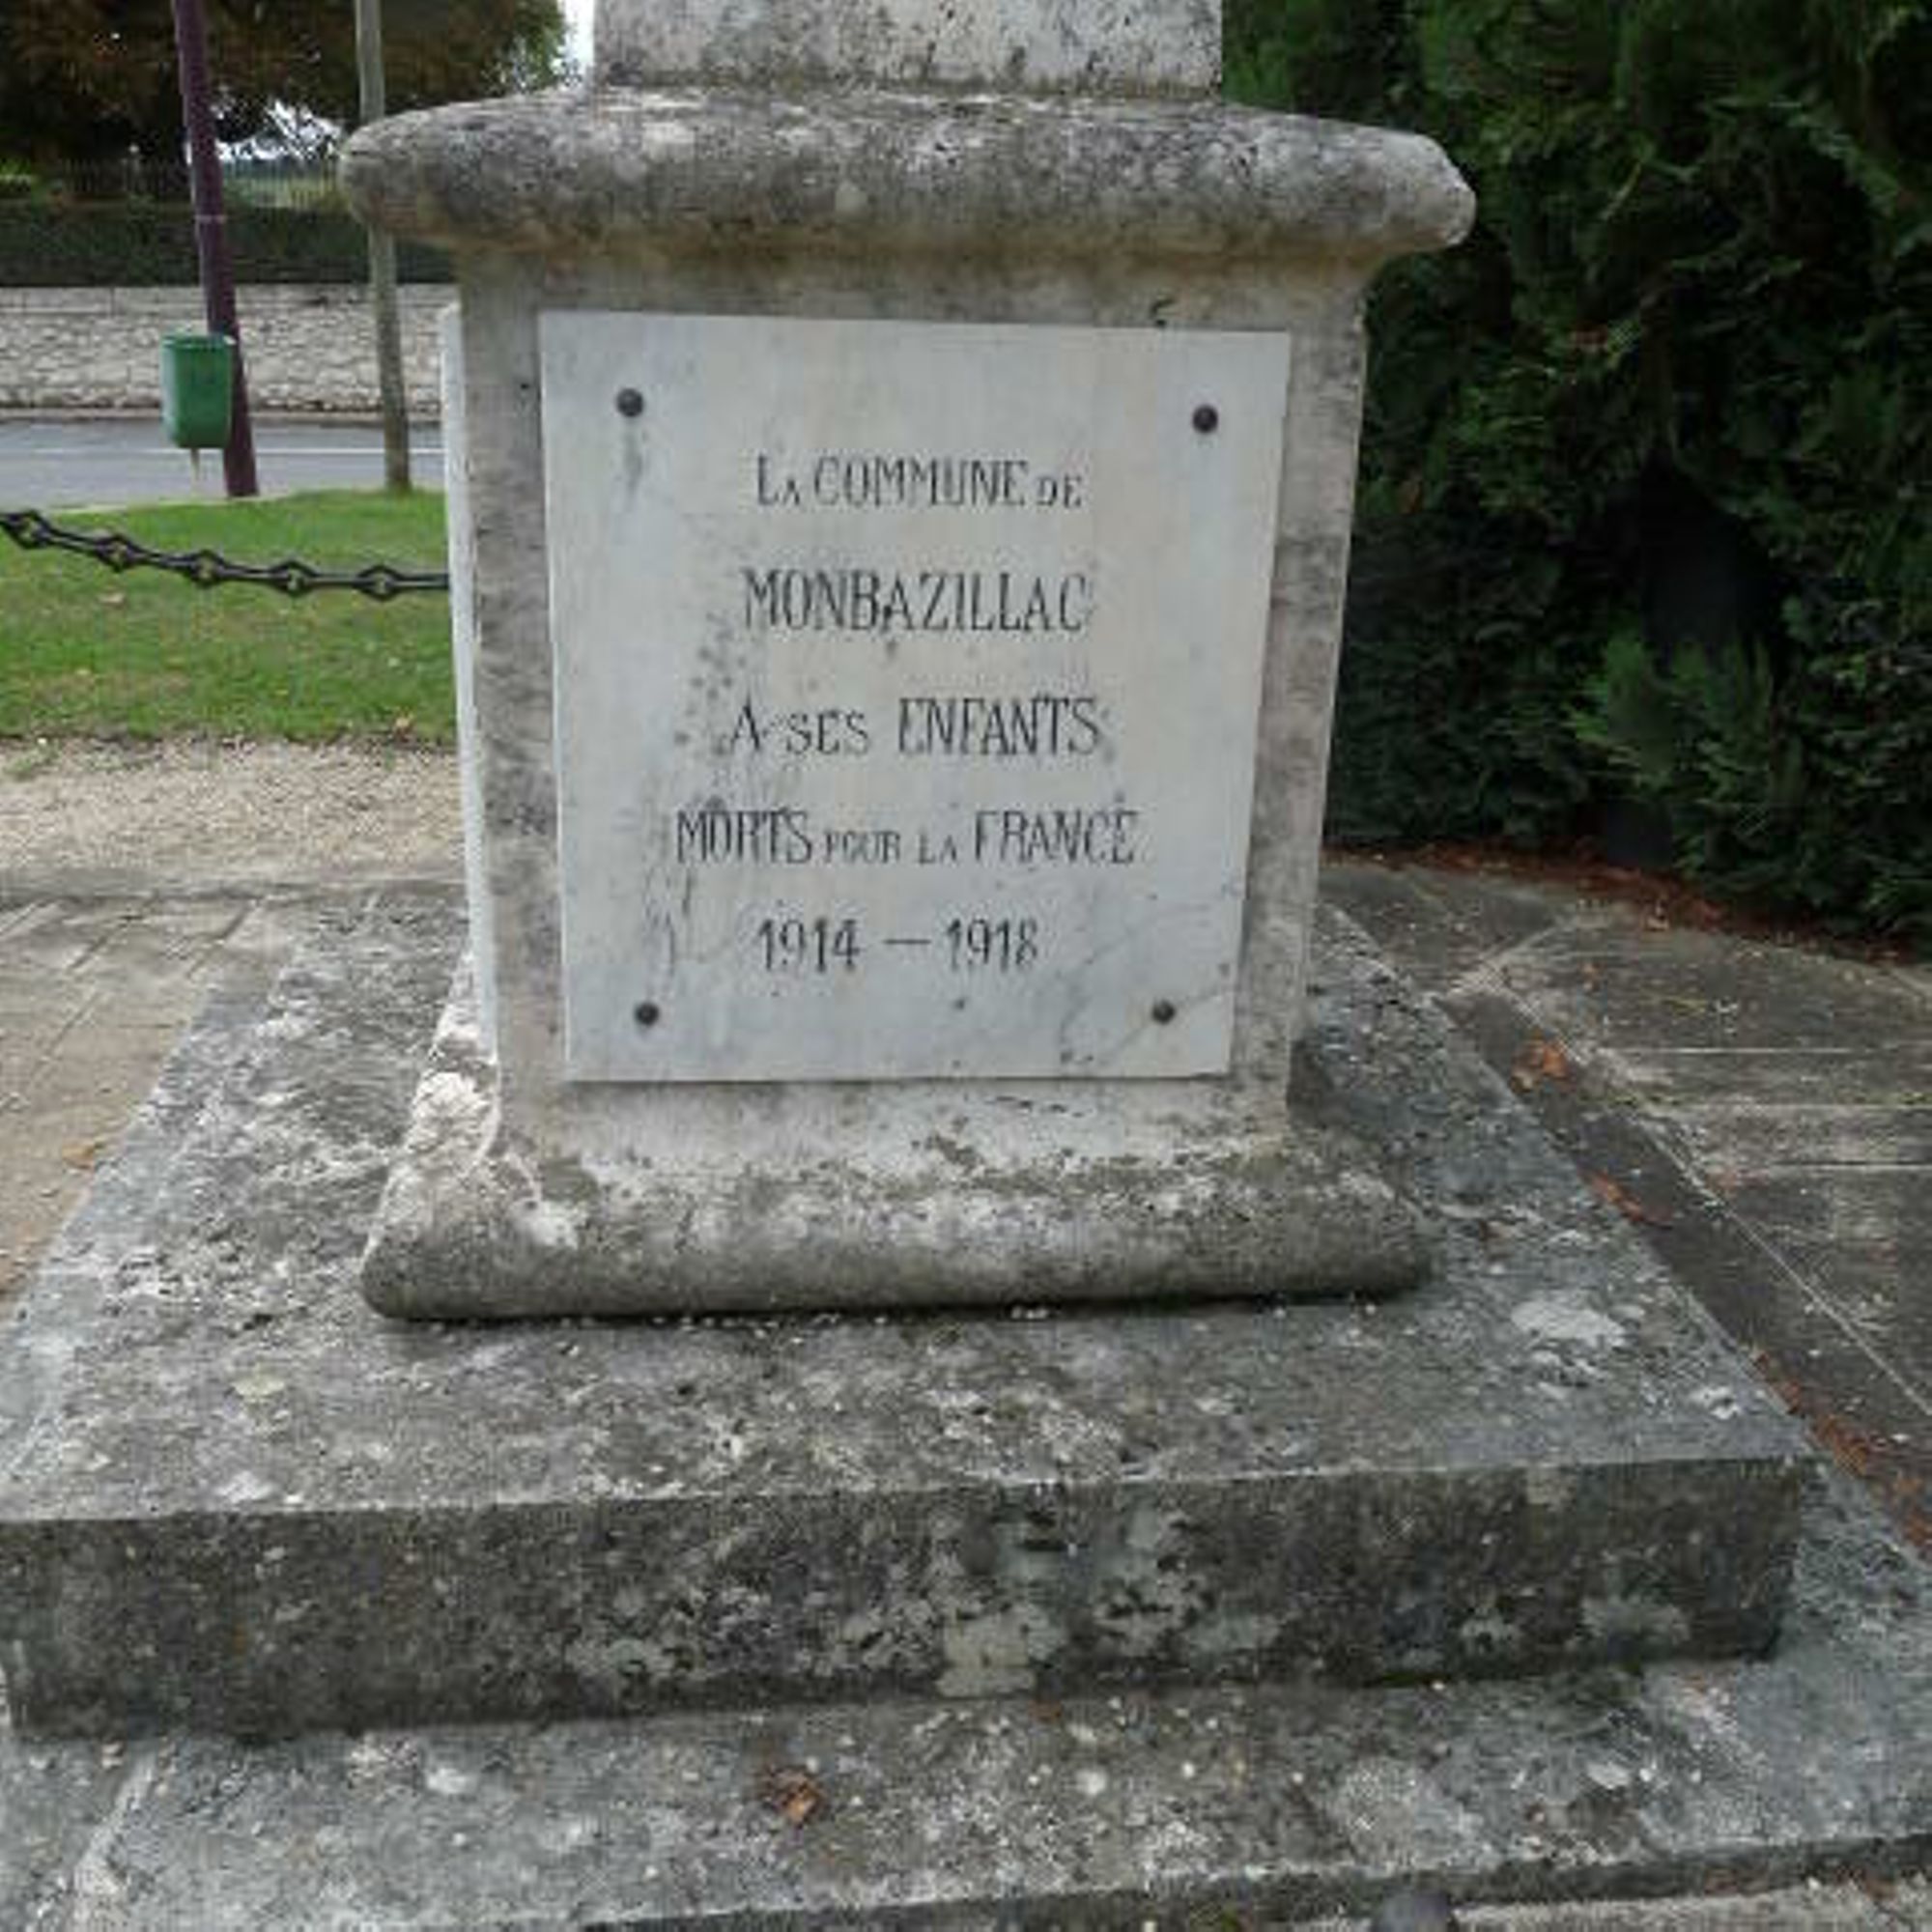 LA COMMUNE DE
MONBAZILLAC
A SES ENFANTS
MORTS POUR LA FRANCE
1914 — 1918